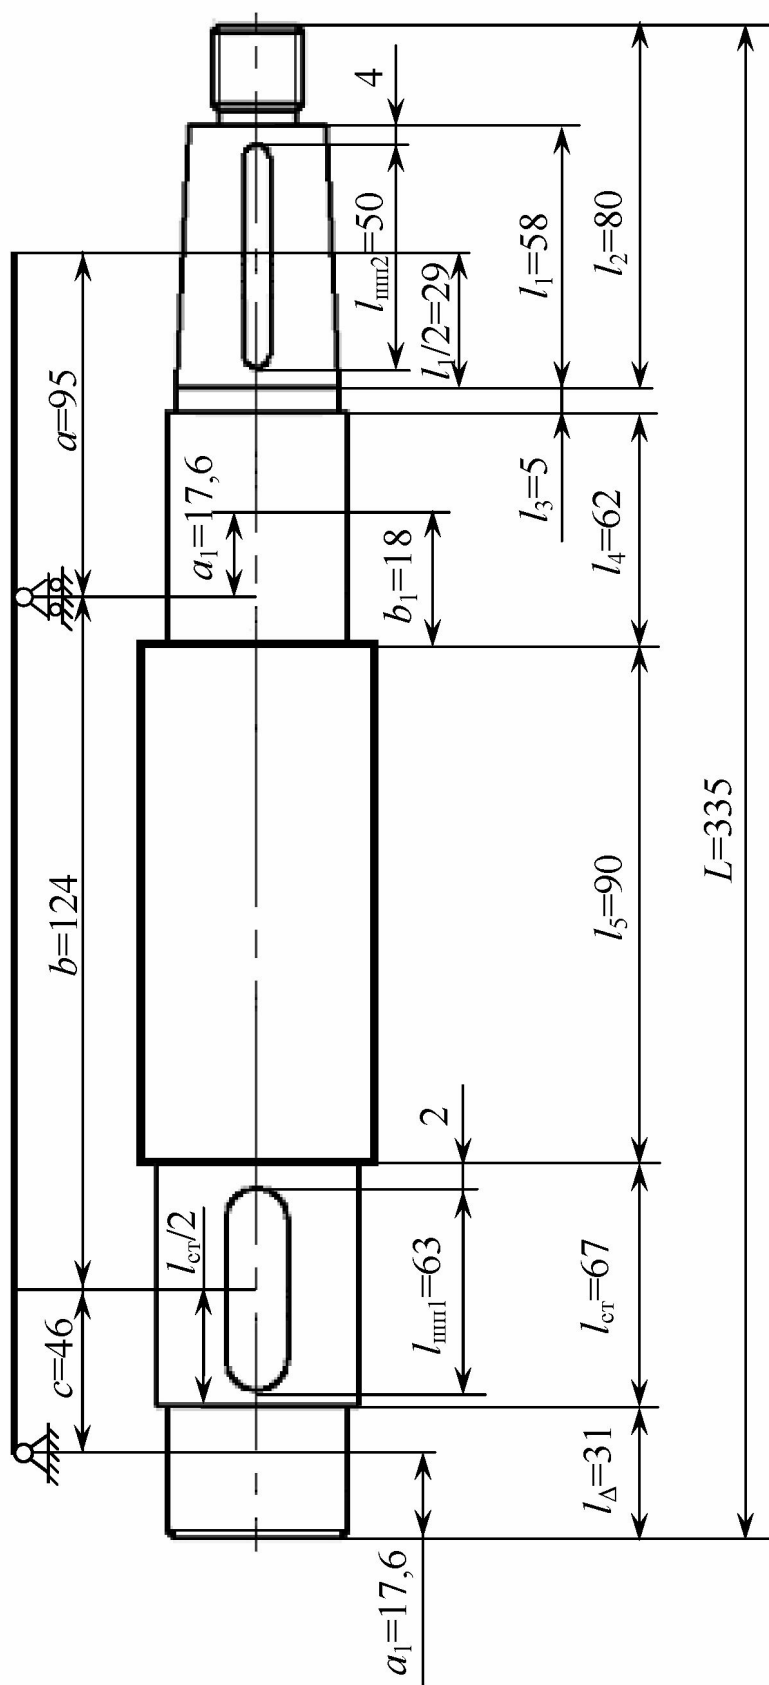 a=95
b=124
c=46
4
lшп2=50
l1/2=29
l1=58
l2=80
a1=17,6
b1=18
l3=5
l4=62
l5=90
L=335
2
lст/2
lшп1=63
lст=67
lΔ=31
a1=17,6